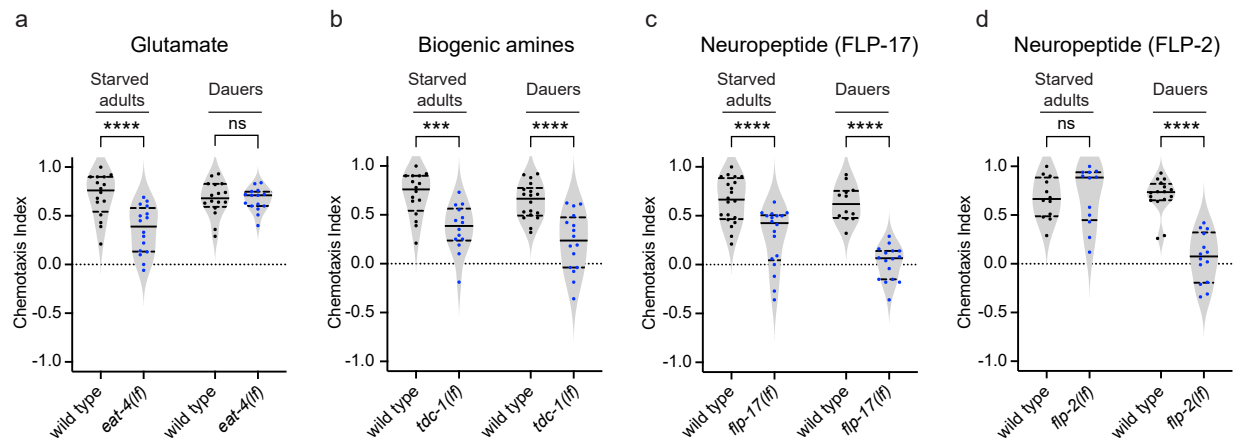 a
Glutamate
Starved
adults
Dauers
****
ns
Chemotaxis Index
1.0
0.5
0.0
-0.5
-1.0
wild type
eat-4(lf)
wild type
eat-4(lf)
b
Biogenic amines
Starved
adults
Dauers
***
****
Chemotaxis Index
1.0
0.5
0.0
-0.5
-1.0
wild type
tdc-1(lf)
wild type
tdc-1(lf)
c
Neuropeptide (FLP-17)
Starved
adults
Dauers
****
****
Chemotaxis Index
1.0
0.5
0.0
-0.5
-1.0
wild type
flp-17(lf)
wild type
flp-17(lf)
d
Neuropeptide (FLP-2)
Starved
adults
Dauers
ns
****
Chemotaxis Index
1.0
0.5
0.0
-0.5
-1.0
wild type
flp-2(lf)
wild type
flp-2(lf)